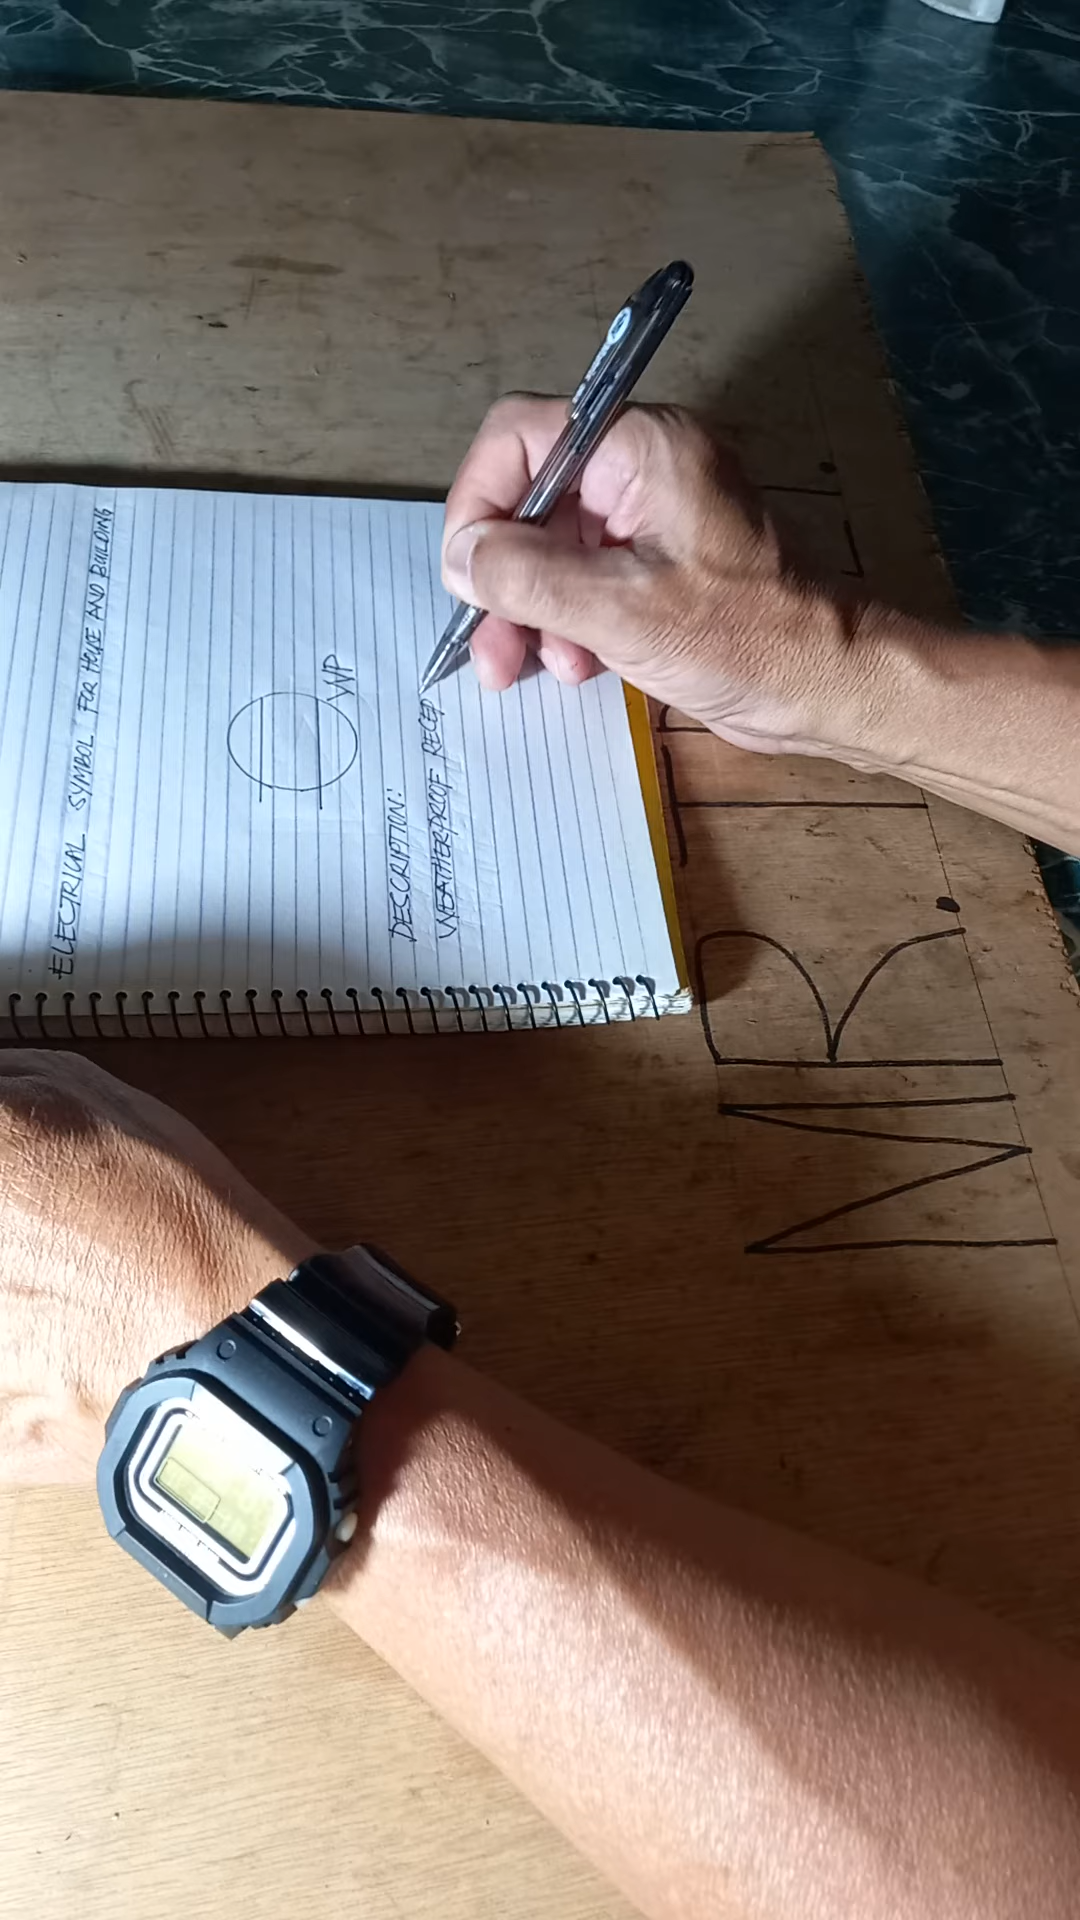 ELECTRICAL SYMBOL FOR HOUSE AND BUILDING
WP
DESCRIPTION:
WEATHERPROOF RECEP
MR.